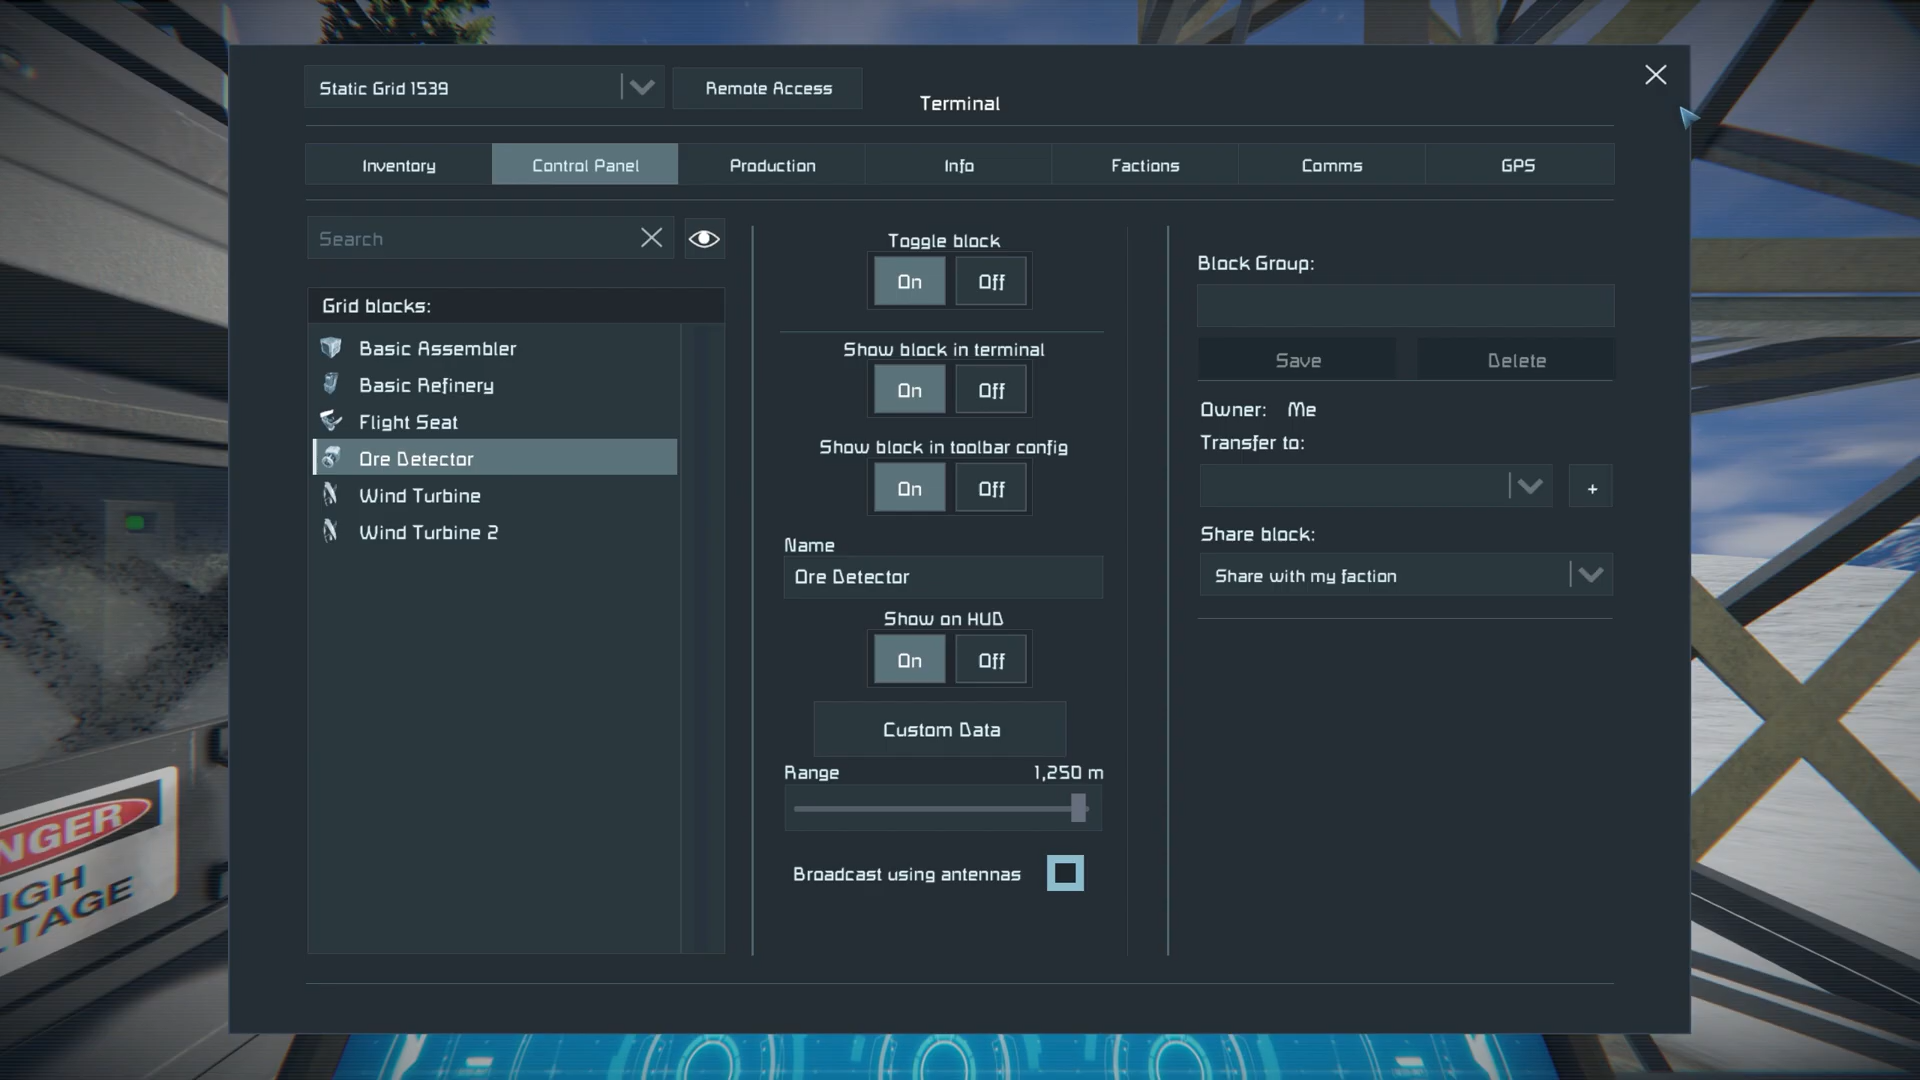 Static Grid 1539
Remote Access
Terminal
Inventory
Control Panel
Production
Info
Factions
Comms
GPS
Search
Grid blocks:
Basic Assembler
Basic Refinery
Flight Seat
Ore Detector
Wind Turbine
Wind Turbine 2
Toggle block
On Off
Show block in terminal
On Off
Show block in toolbar config
On Off
Name
Ore Detector
Show on HUD
On Off
Custom Data
Range 1,250 m
Broadcast using antennas
Block Group:
Save Delete
Owner: Me
Transfer to:
+
Share block:
Share with my faction
NGER
IGH
TAGE